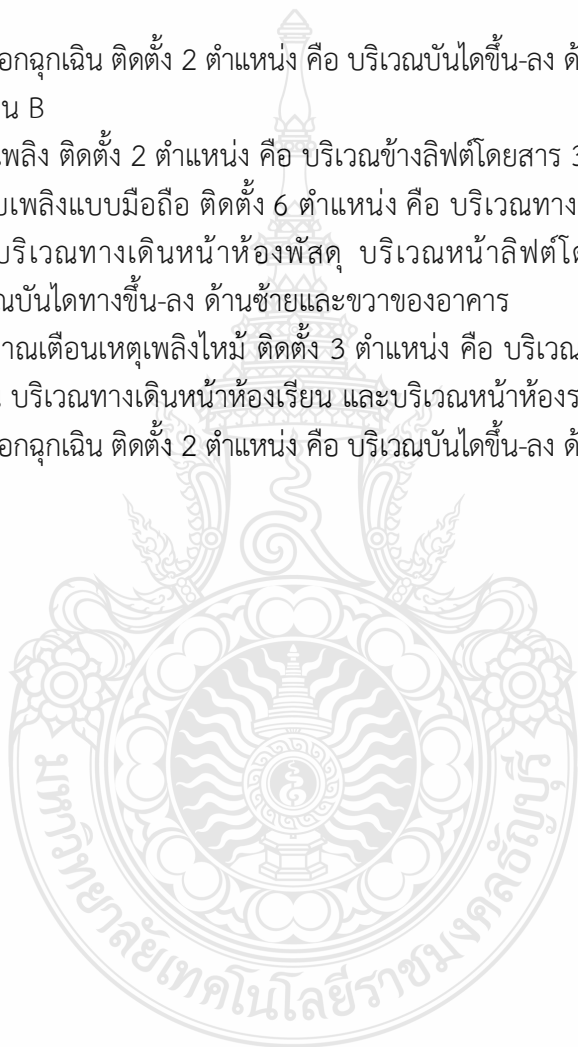 อกฉุกเฉิน ติดตั้ง 2 ตำแหน่ง คือ บริเวณบันไดขึ้น-ลง ด้
น B
เพลิง ติดตั้ง 2 ตำแหน่ง คือ บริเวณข้างลิฟต์โดยสาร 3
บเพลิงแบบมือถือ ติดตั้ง 6 ตำแหน่ง คือ บริเวณทาง
บริเวณทางเดินหน้าห้องพัสดุ บริเวณหน้าลิฟต์โด
ณบันไดทางขึ้น-ลง ด้านซ้ายและขวาของอาคาร
าณเตือนเหตุเพลิงไหม้ ติดตั้ง 3 ตำแหน่ง คือ บริเวณ
บริเวณทางเดินหน้าห้องเรียน และบริเวณหน้าห้องร
อกฉุกเฉิน ติดตั้ง 2 ตำแหน่ง คือ บริเวณบันไดขึ้น-ลง ด้
มหาวิทยาลัยเทคโนโลยีราชมงคลธัญบุรี